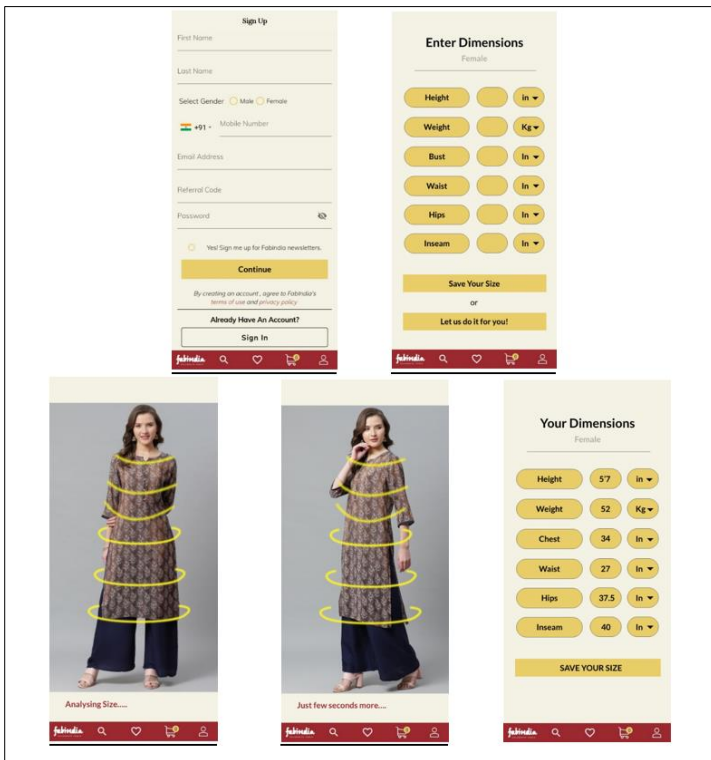 Sign Up
First Name
Last Name
Select Gender Male Female
+91 Mobile Number
Email Address
Referral Code
Password
Yes! Sign me up for Fabindia newsletters.
Continue
By creating an account , agree to Fabindia's
terms of use and privacy policy
Already Have An Account?
Sign In
fabindia 0
Enter Dimensions
Female
Height in
Weight Kg
Bust In
Waist In
Hips In
Inseam In
Save Your Size
or
Let us do it for you!
fabindia 0
Analysing Size.....
fabindia 0
Just few seconds more....
fabindia 0
Your Dimensions
Female
Height 5'7 in
Weight 52 Kg
Chest 34 In
Waist 27 In
Hips 37.5 In
Inseam 40 In
SAVE YOUR SIZE
fabindia 0